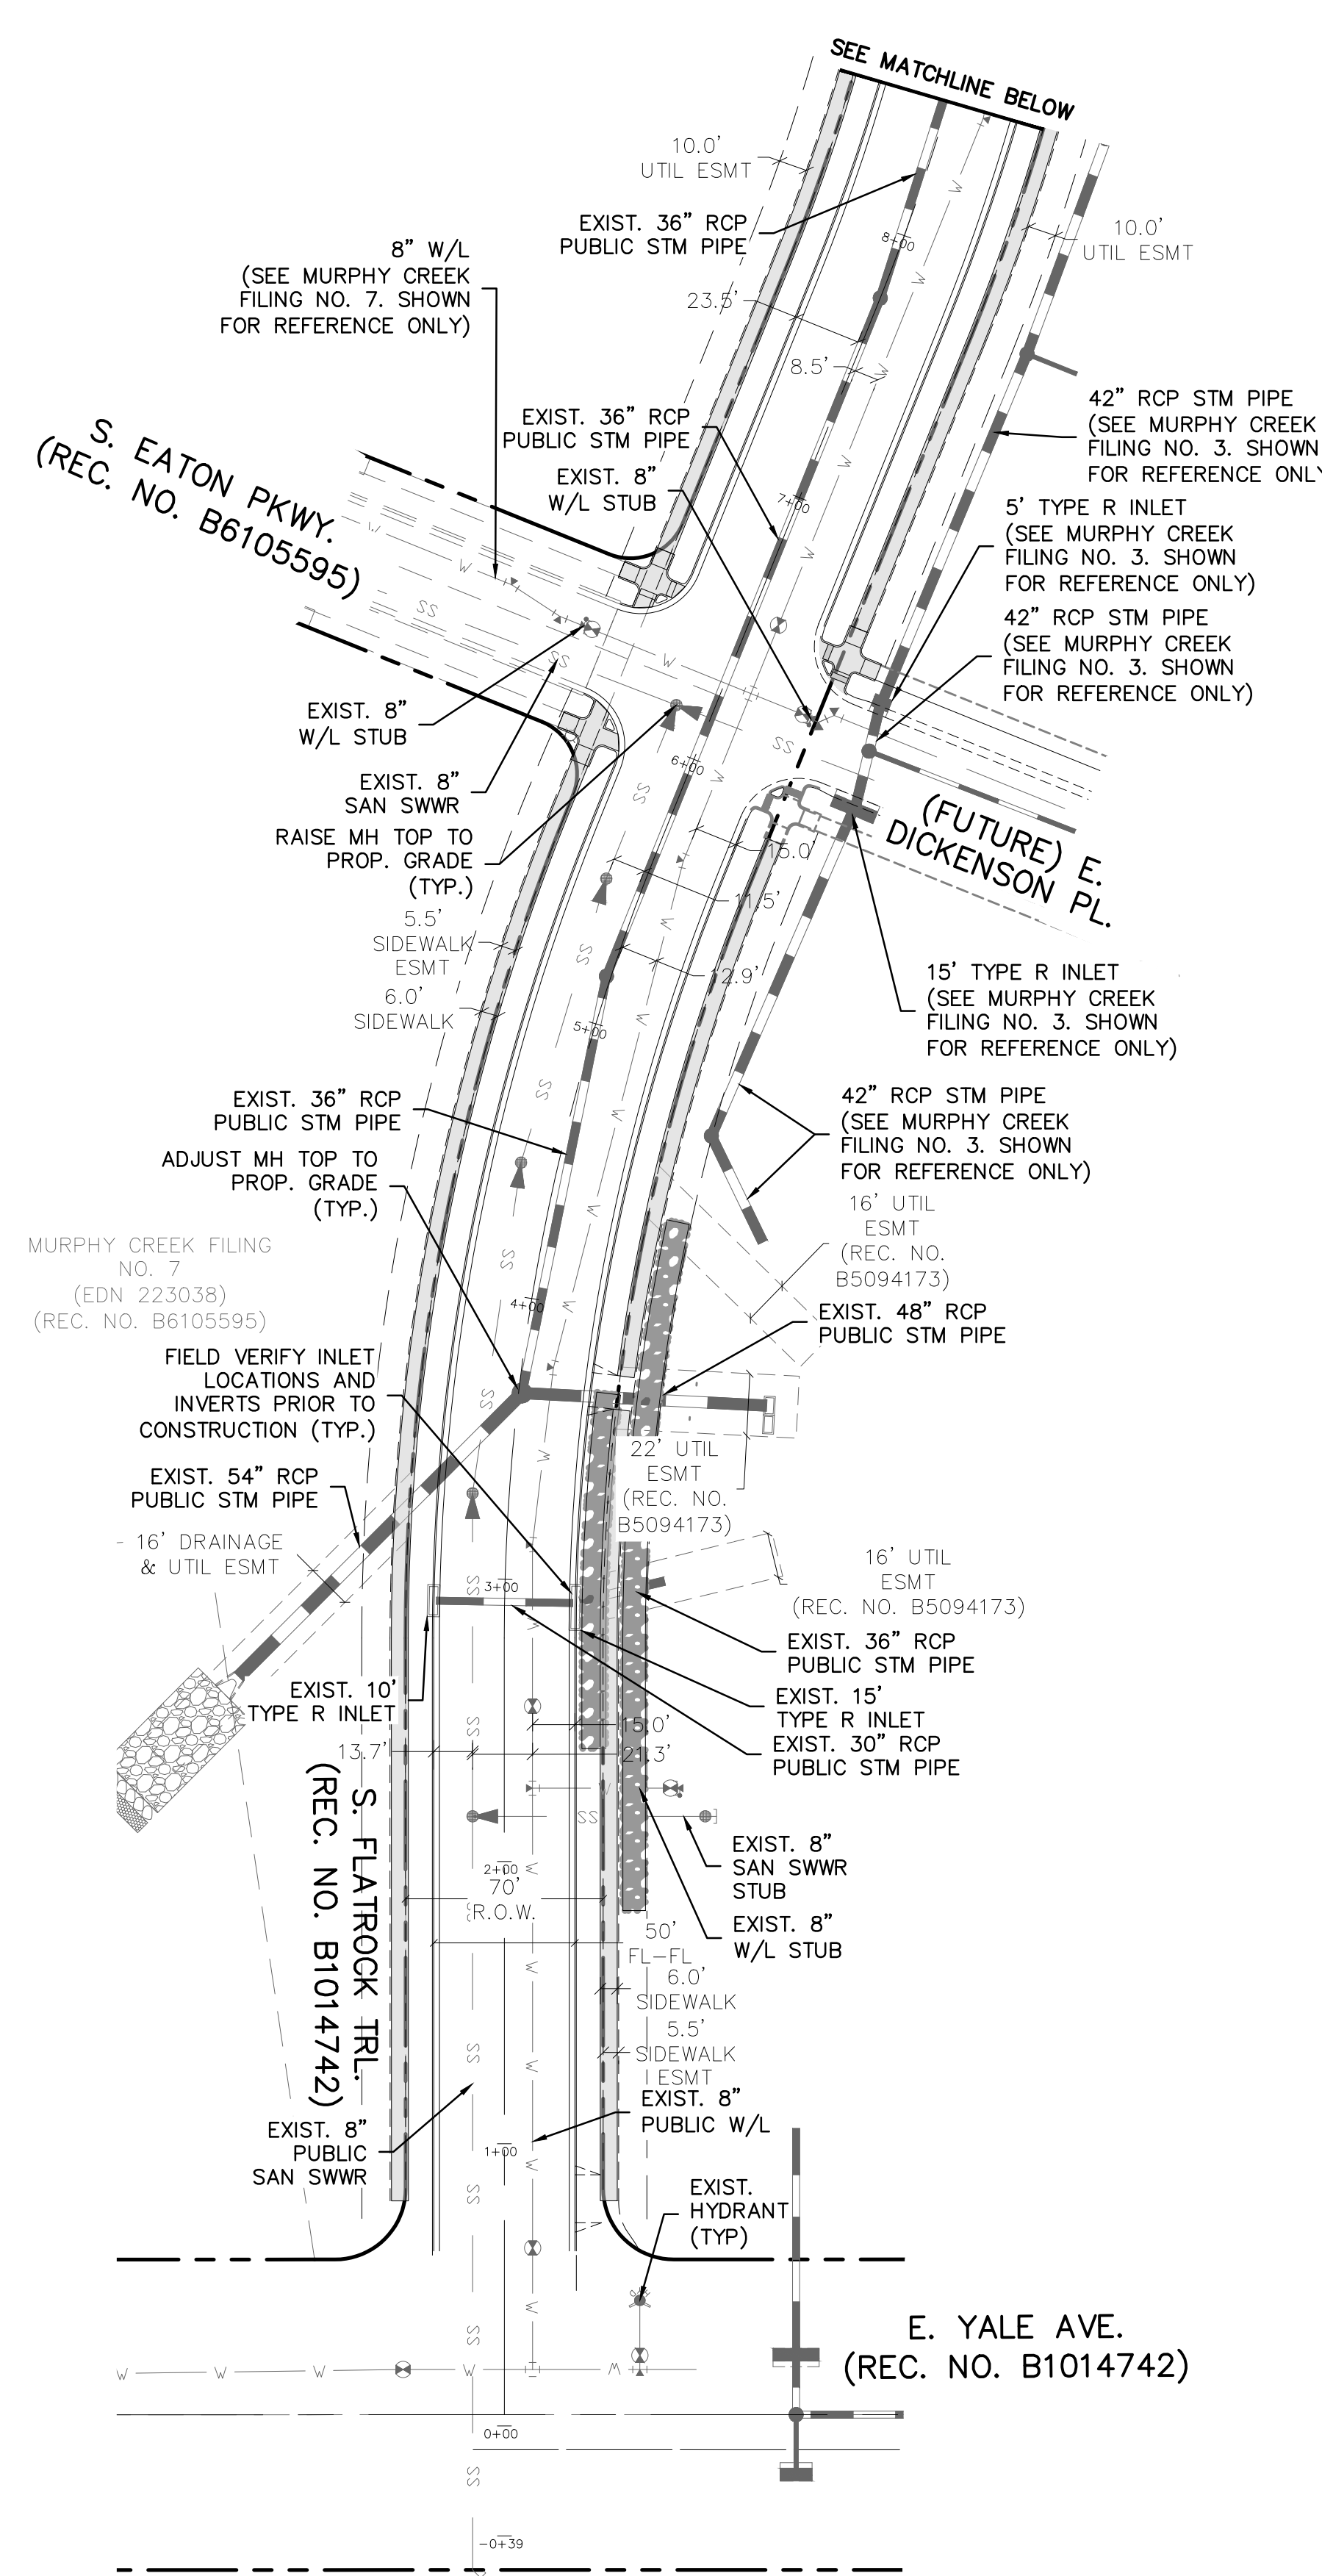 SEE MATCHLINE BELOW
10.0'
UTIL ESMT
EXIST. 36" RCP
PUBLIC STM PIPE
8+00
10.0'
UTIL ESMT
8" W/L
(SEE MURPHY CREEK
FILING NO. 7. SHOWN
FOR REFERENCE ONLY)
23.5'
8.5'
42" RCP STM PIPE
(SEE MURPHY CREEK
FILING NO. 3. SHOWN
FOR REFERENCE ONLY
EXIST. 36" RCP
PUBLIC STM PIPE
EXIST. 8"
W/L STUB
7+00
S. EATON PKWY.
(REC. NO. B6105595)
5' TYPE R INLET
(SEE MURPHY CREEK
FILING NO. 3. SHOWN
FOR REFERENCE ONLY)
42" RCP STM PIPE
(SEE MURPHY CREEK
FILING NO. 3. SHOWN
FOR REFERENCE ONLY)
EXIST. 8"
W/L STUB
EXIST. 8"
SAN SWWR
6+00
RAISE MH TOP TO
PROP. GRADE
(TYP.)
(FUTURE) E.
DICKENSON PL.
15.0'
11.5'
12.9'
5.5'
SIDEWALK
ESMT
6.0'
SIDEWALK
15' TYPE R INLET
(SEE MURPHY CREEK
FILING NO. 3. SHOWN
FOR REFERENCE ONLY)
5+00
EXIST. 36" RCP
PUBLIC STM PIPE
42" RCP STM PIPE
(SEE MURPHY CREEK
FILING NO. 3. SHOWN
FOR REFERENCE ONLY)
ADJUST MH TOP TO
PROP. GRADE
(TYP.)
16' UTIL
ESMT
(REC. NO.
B5094173)
MURPHY CREEK FILING
NO. 7
(EDN 223038)
(REC. NO. B6105595)
4+00
EXIST. 48" RCP
PUBLIC STM PIPE
FIELD VERIFY INLET
LOCATIONS AND
INVERTS PRIOR TO
CONSTRUCTION (TYP.)
22' UTIL
ESMT
(REC. NO.
B5094173)
EXIST. 54" RCP
PUBLIC STM PIPE
16' DRAINAGE
& UTIL ESMT
3+00
16' UTIL
ESMT
(REC. NO. B5094173)
EXIST. 36" RCP
PUBLIC STM PIPE
EXIST. 10'
TYPE R INLET
EXIST. 15'
TYPE R INLET
EXIST. 30" RCP
PUBLIC STM PIPE
15.0'
13.7'
21.3'
S. FLATROCK TRL.
(REC. NO. B1014742)
EXIST. 8"
SAN SWWR
STUB
2+00
70'
R.O.W.
EXIST. 8"
W/L STUB
50'
FL-FL
6.0'
SIDEWALK
5.5'
SIDEWALK
ESMT
EXIST. 8"
PUBLIC W/L
EXIST. 8"
PUBLIC
SAN SWWR
1+00
EXIST.
HYDRANT
(TYP)
E. YALE AVE.
(REC. NO. B1014742)
W W W W W
0+00
SS
-0+39